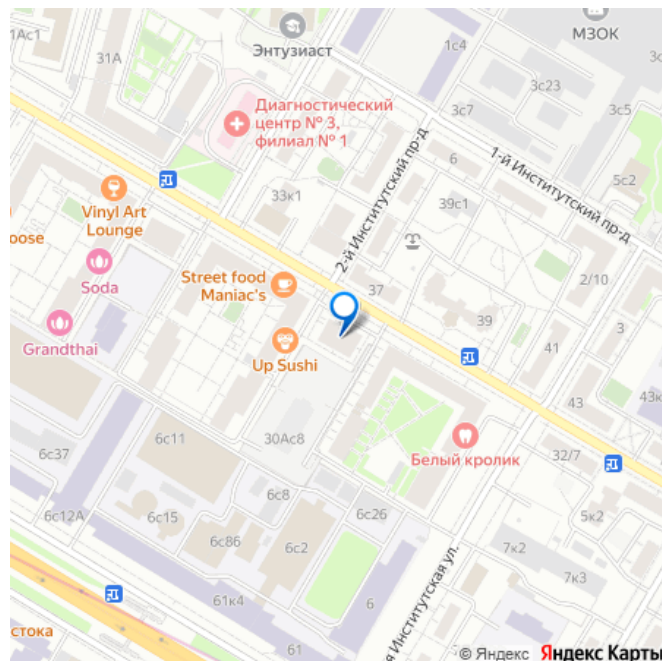 1Ас1
Энтузиаст
МЗОК
31А
1с4
3с23
3с7
3с5
Диагностический
центр № 3,
филиал № 1
2-й Институтский пр-д
6
1-й Институтский пр-д
5с2
33к1
39с1
Vinyl Art
Lounge
oose
Soda
Street food
Maniac's
37
2/10
Grandthai
39
3
Up Sushi
41
43к
43
30Ас8
Белый кролик
6с37
6с11
32/7
6с8
6с12А
6с15
6с26
5к2
6с86
6с2
7к2
7к3
61к4
6
стока
61
я Институтская ул.
© Яндекс Яндекс Карты